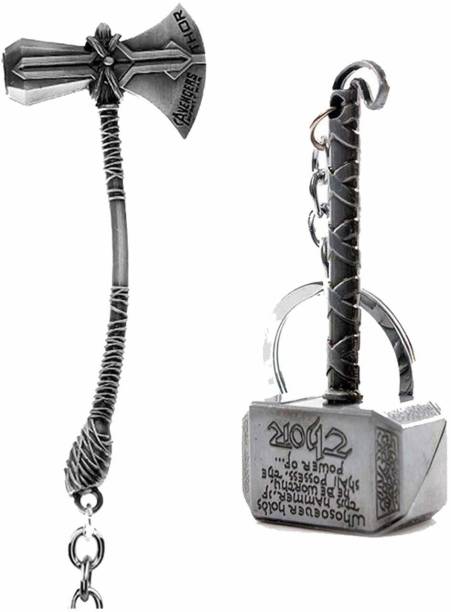 THOR
AVENGERS
Whosoever holds
this hammer, if
he be worthy,
shall possess, the
power of...
Thor